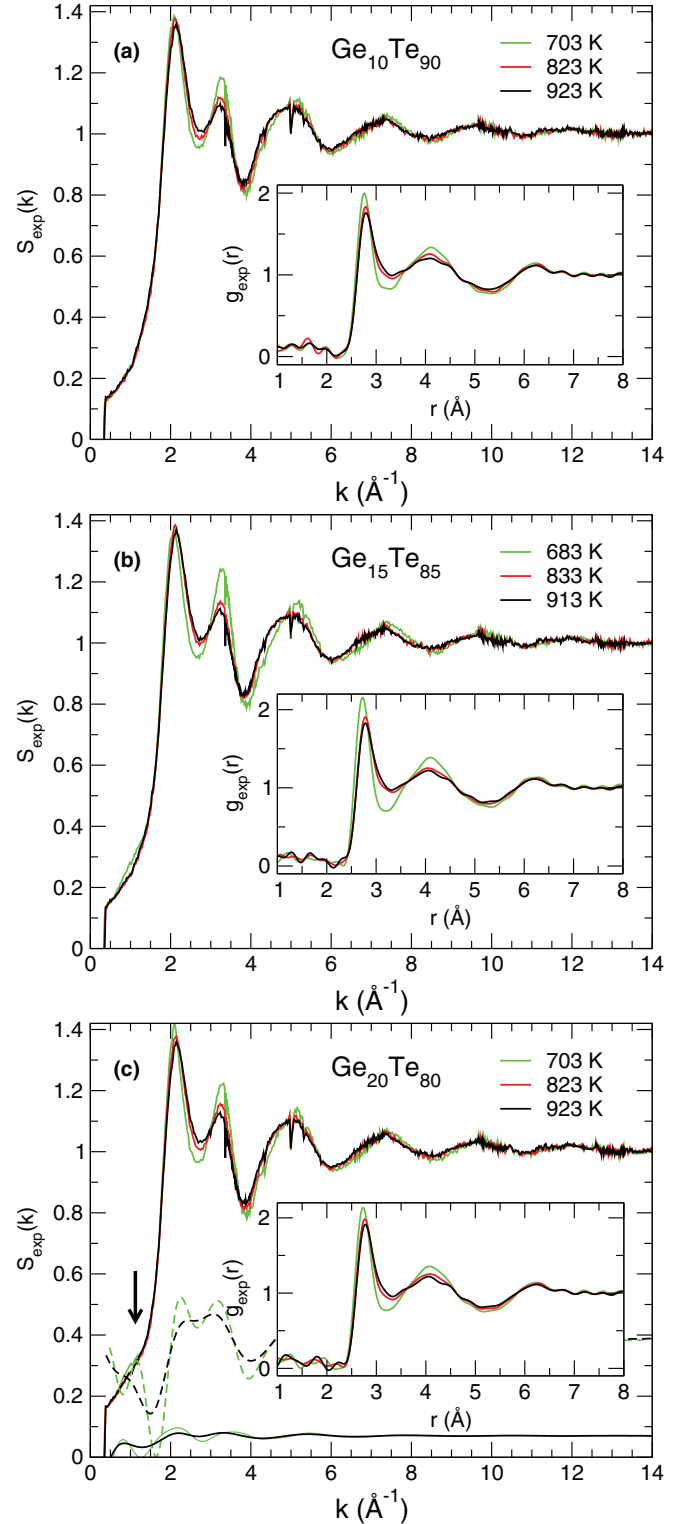 1.4
(a)
Ge10Te90
703 K
823 K
923 K
1.2
1
0.8
0.6
0.4
0.2
0
Sexp(k)
2
1
0
gexp(r)
1 2 3 4 5 6 7 8
r (Å)
0 2 4 6 8 10 12 14
k (Å⁻¹)
1.4
(b)
Ge15Te85
683 K
833 K
913 K
1.2
1
0.8
0.6
0.4
0.2
0
Sexp(k)
2
1
0
gexp(r)
1 2 3 4 5 6 7 8
r (Å)
0 2 4 6 8 10 12 14
k (Å⁻¹)
1.4
(c)
Ge20Te80
703 K
823 K
923 K
1.2
1
0.8
0.6
0.4
0.2
0
Sexp(k)
2
1
0
gexp(r)
1 2 3 4 5 6 7 8
r (Å)
0 2 4 6 8 10 12 14
k (Å⁻¹)